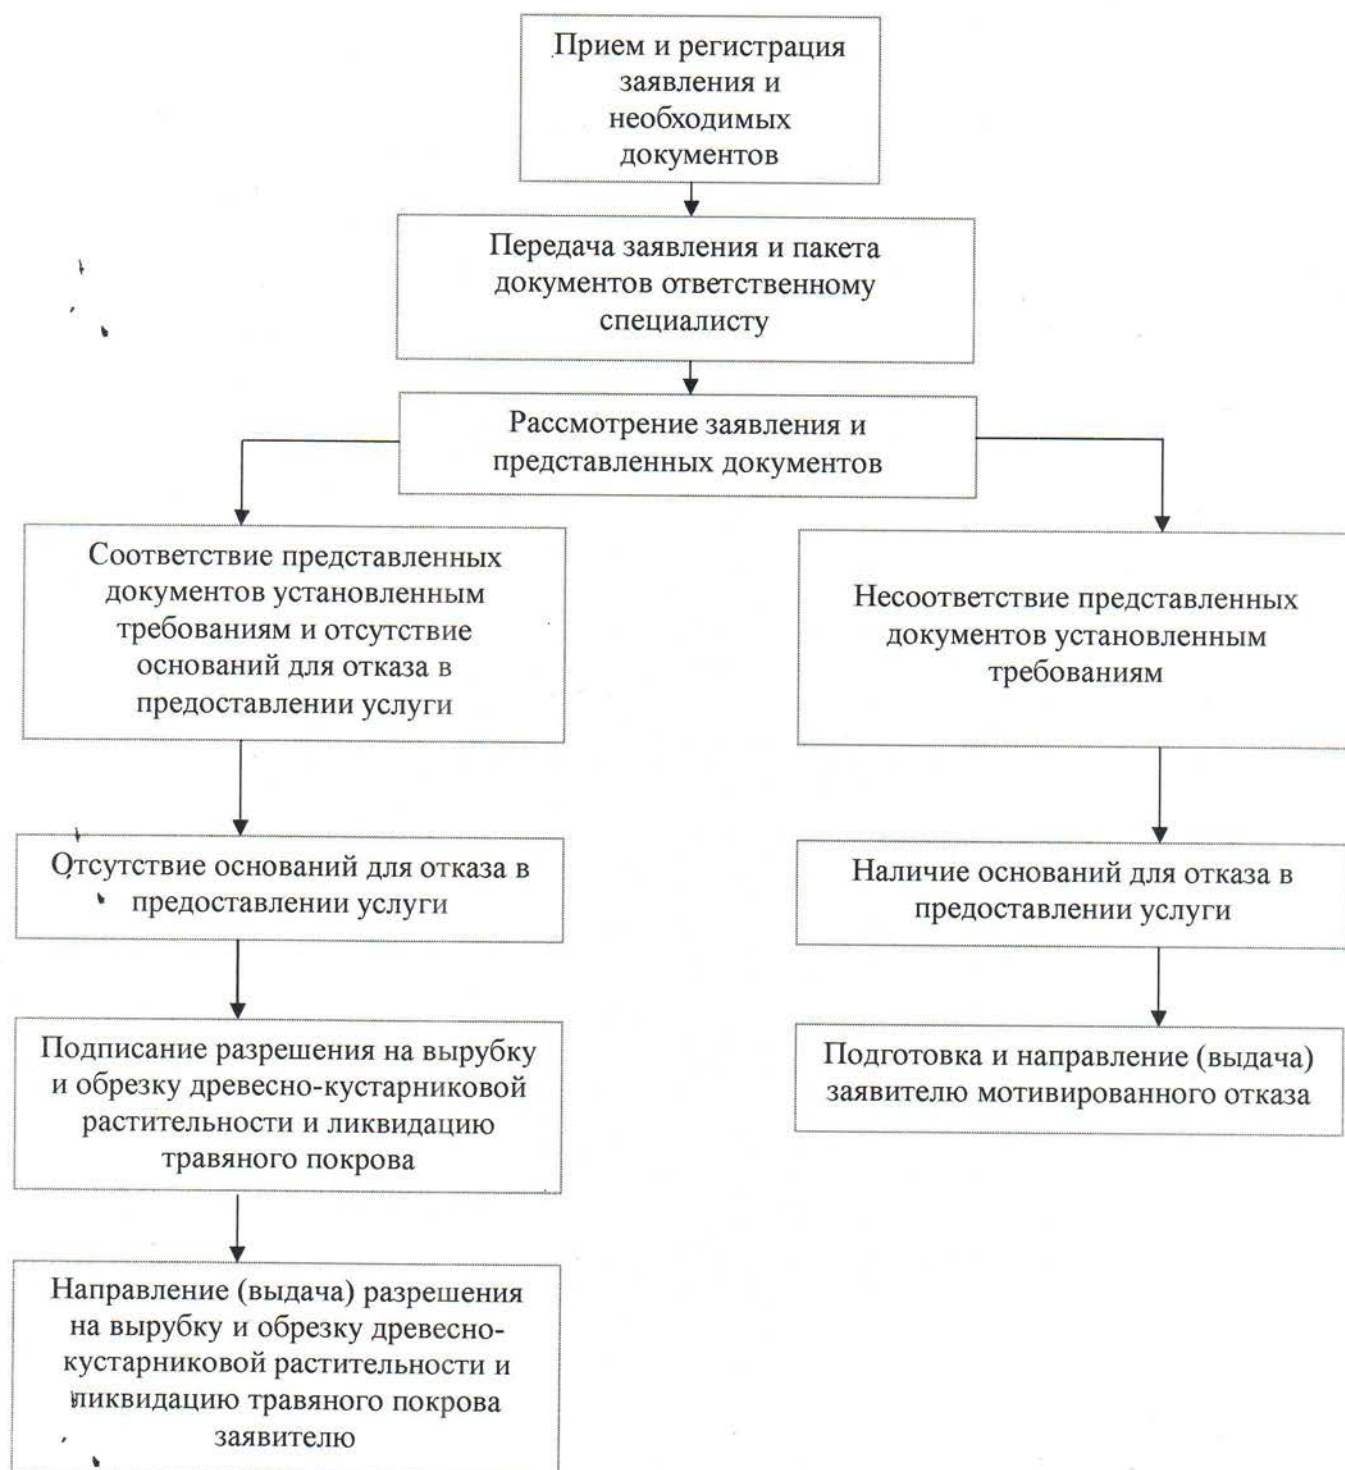 Прием и регистрация
заявления и
необходимых
документов
Передача заявления и пакета
документов ответственному
специалисту
Рассмотрение заявления и
представленных документов
Соответствие представленных
документов установленным
требованиям и отсутствие
оснований для отказа в
предоставлении услуги
Несоответствие представленных
документов установленным
требованиям
Отсутствие оснований для отказа в
предоставлении услуги
Наличие оснований для отказа в
предоставлении услуги
Подписание разрешения на вырубку
и обрезку древесно-кустарниковой
растительности и ликвидацию
травяного покрова
Подготовка и направление (выдача)
заявителю мотивированного отказа
Направление (выдача) разрешения
на вырубку и обрезку древесно-
кустарниковой растительности и
ликвидацию травяного покрова
заявителю